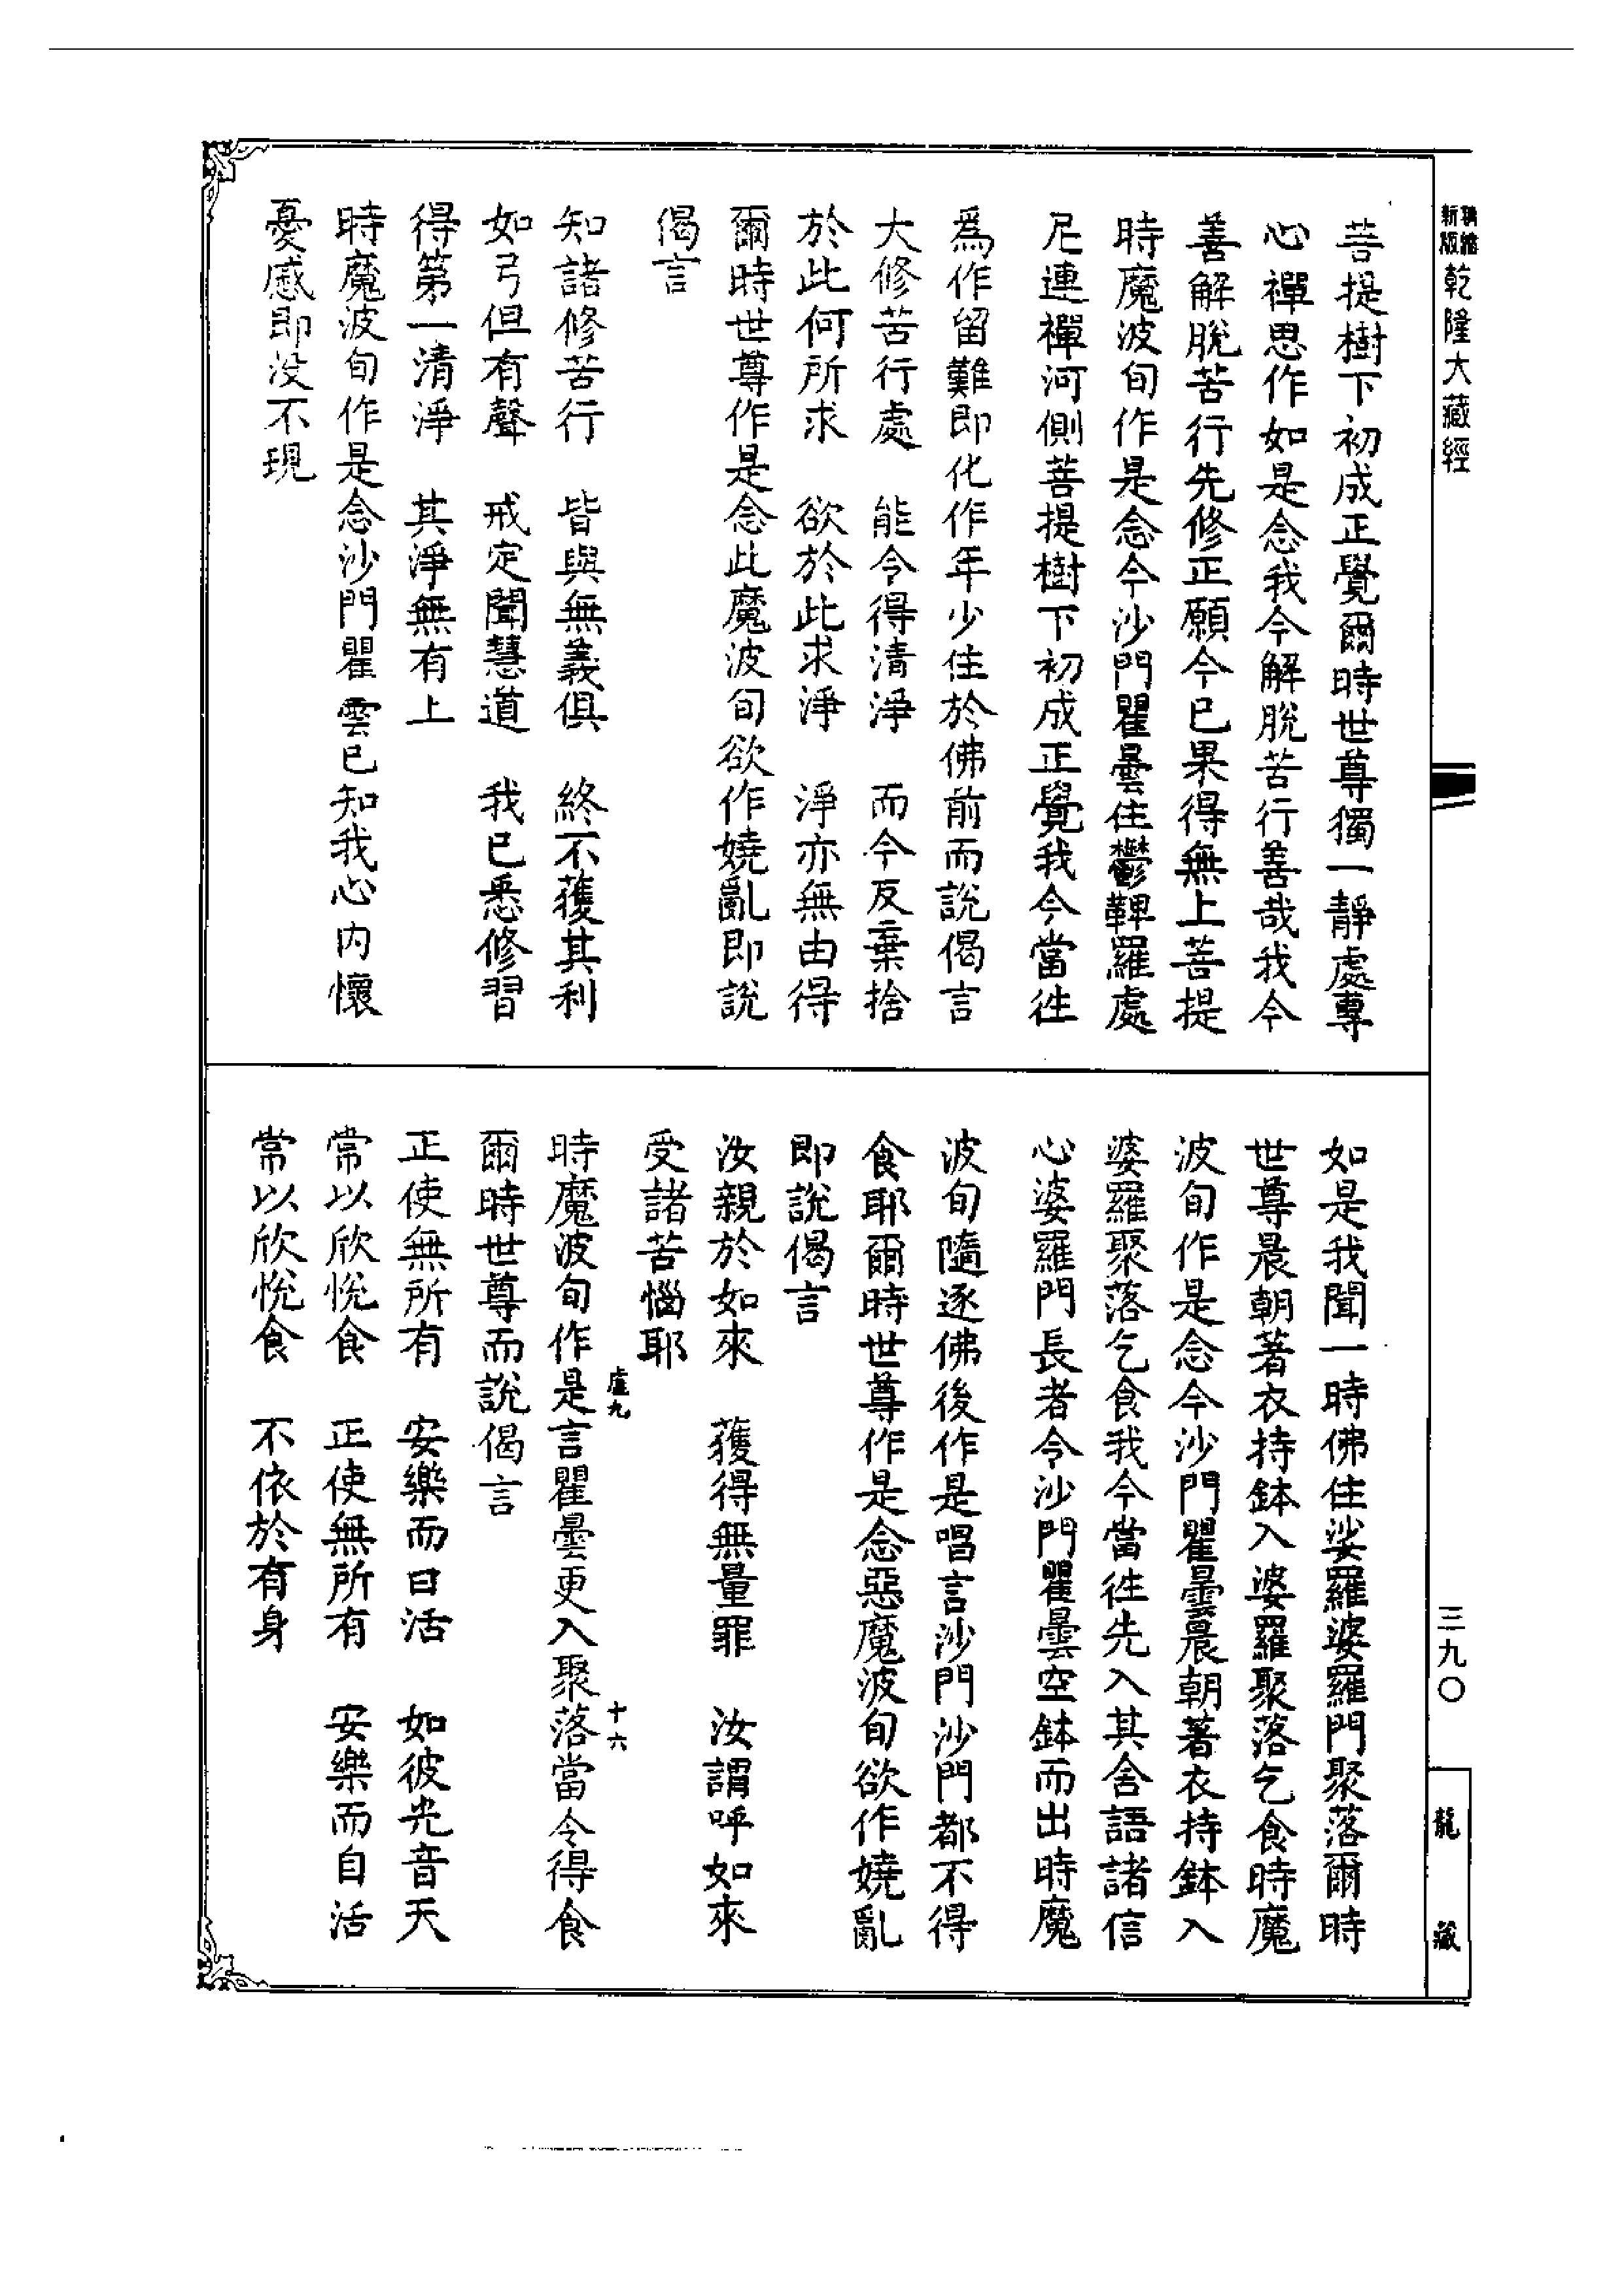 新版精縮乾隆大藏經
菩提樹下初成正覺爾時世尊獨一靜處專
心禪思作如是念我今解脫苦行善哉我今
善解脫苦行先修正願今已果得無上菩提
時魔波旬作是念今沙門瞿曇住鬱鞞羅處
尼連禪河側菩提樹下初成正覺我今當往
爲作留難即化作年少住於佛前而說偈言
大修苦行處　能令得清淨　而今反棄捨
於此何所求　欲於此求淨　淨亦無由得
爾時世尊作是念此魔波旬欲作嬈亂即說
偈言
知諸修苦行　皆與無義俱　終不獲其利
如弓但有聲　戒定聞慧道　我已悉修習
得第一清淨　其淨無有上
時魔波旬作是念沙門瞿雲已知我心內懷
憂慼即没不現
如是我聞一時佛住娑羅婆羅門聚落爾時
世尊晨朝著衣持鉢入婆羅聚落乞食時魔
波旬作是念今沙門瞿曇晨朝著衣持鉢入
婆羅聚落乞食我今當往先入其舍語諸信
心婆羅門長者令沙門瞿曇空鉢而出時魔
波旬隨逐佛後作是唱言沙門沙門都不得
食耶爾時世尊作是念惡魔波旬欲作嬈亂
即說偈言
汝親於如來　獲得無量罪　汝謂呼如來
受諸苦惱耶
時魔波旬作是言瞿曇更入聚落當令得食
爾時世尊而說偈言
正使無所有　安樂而日活　如彼光音天
常以欣悅食　正使無所有　安樂而自活
常以欣悅食　不依於有身
十六
三九〇
龍藏